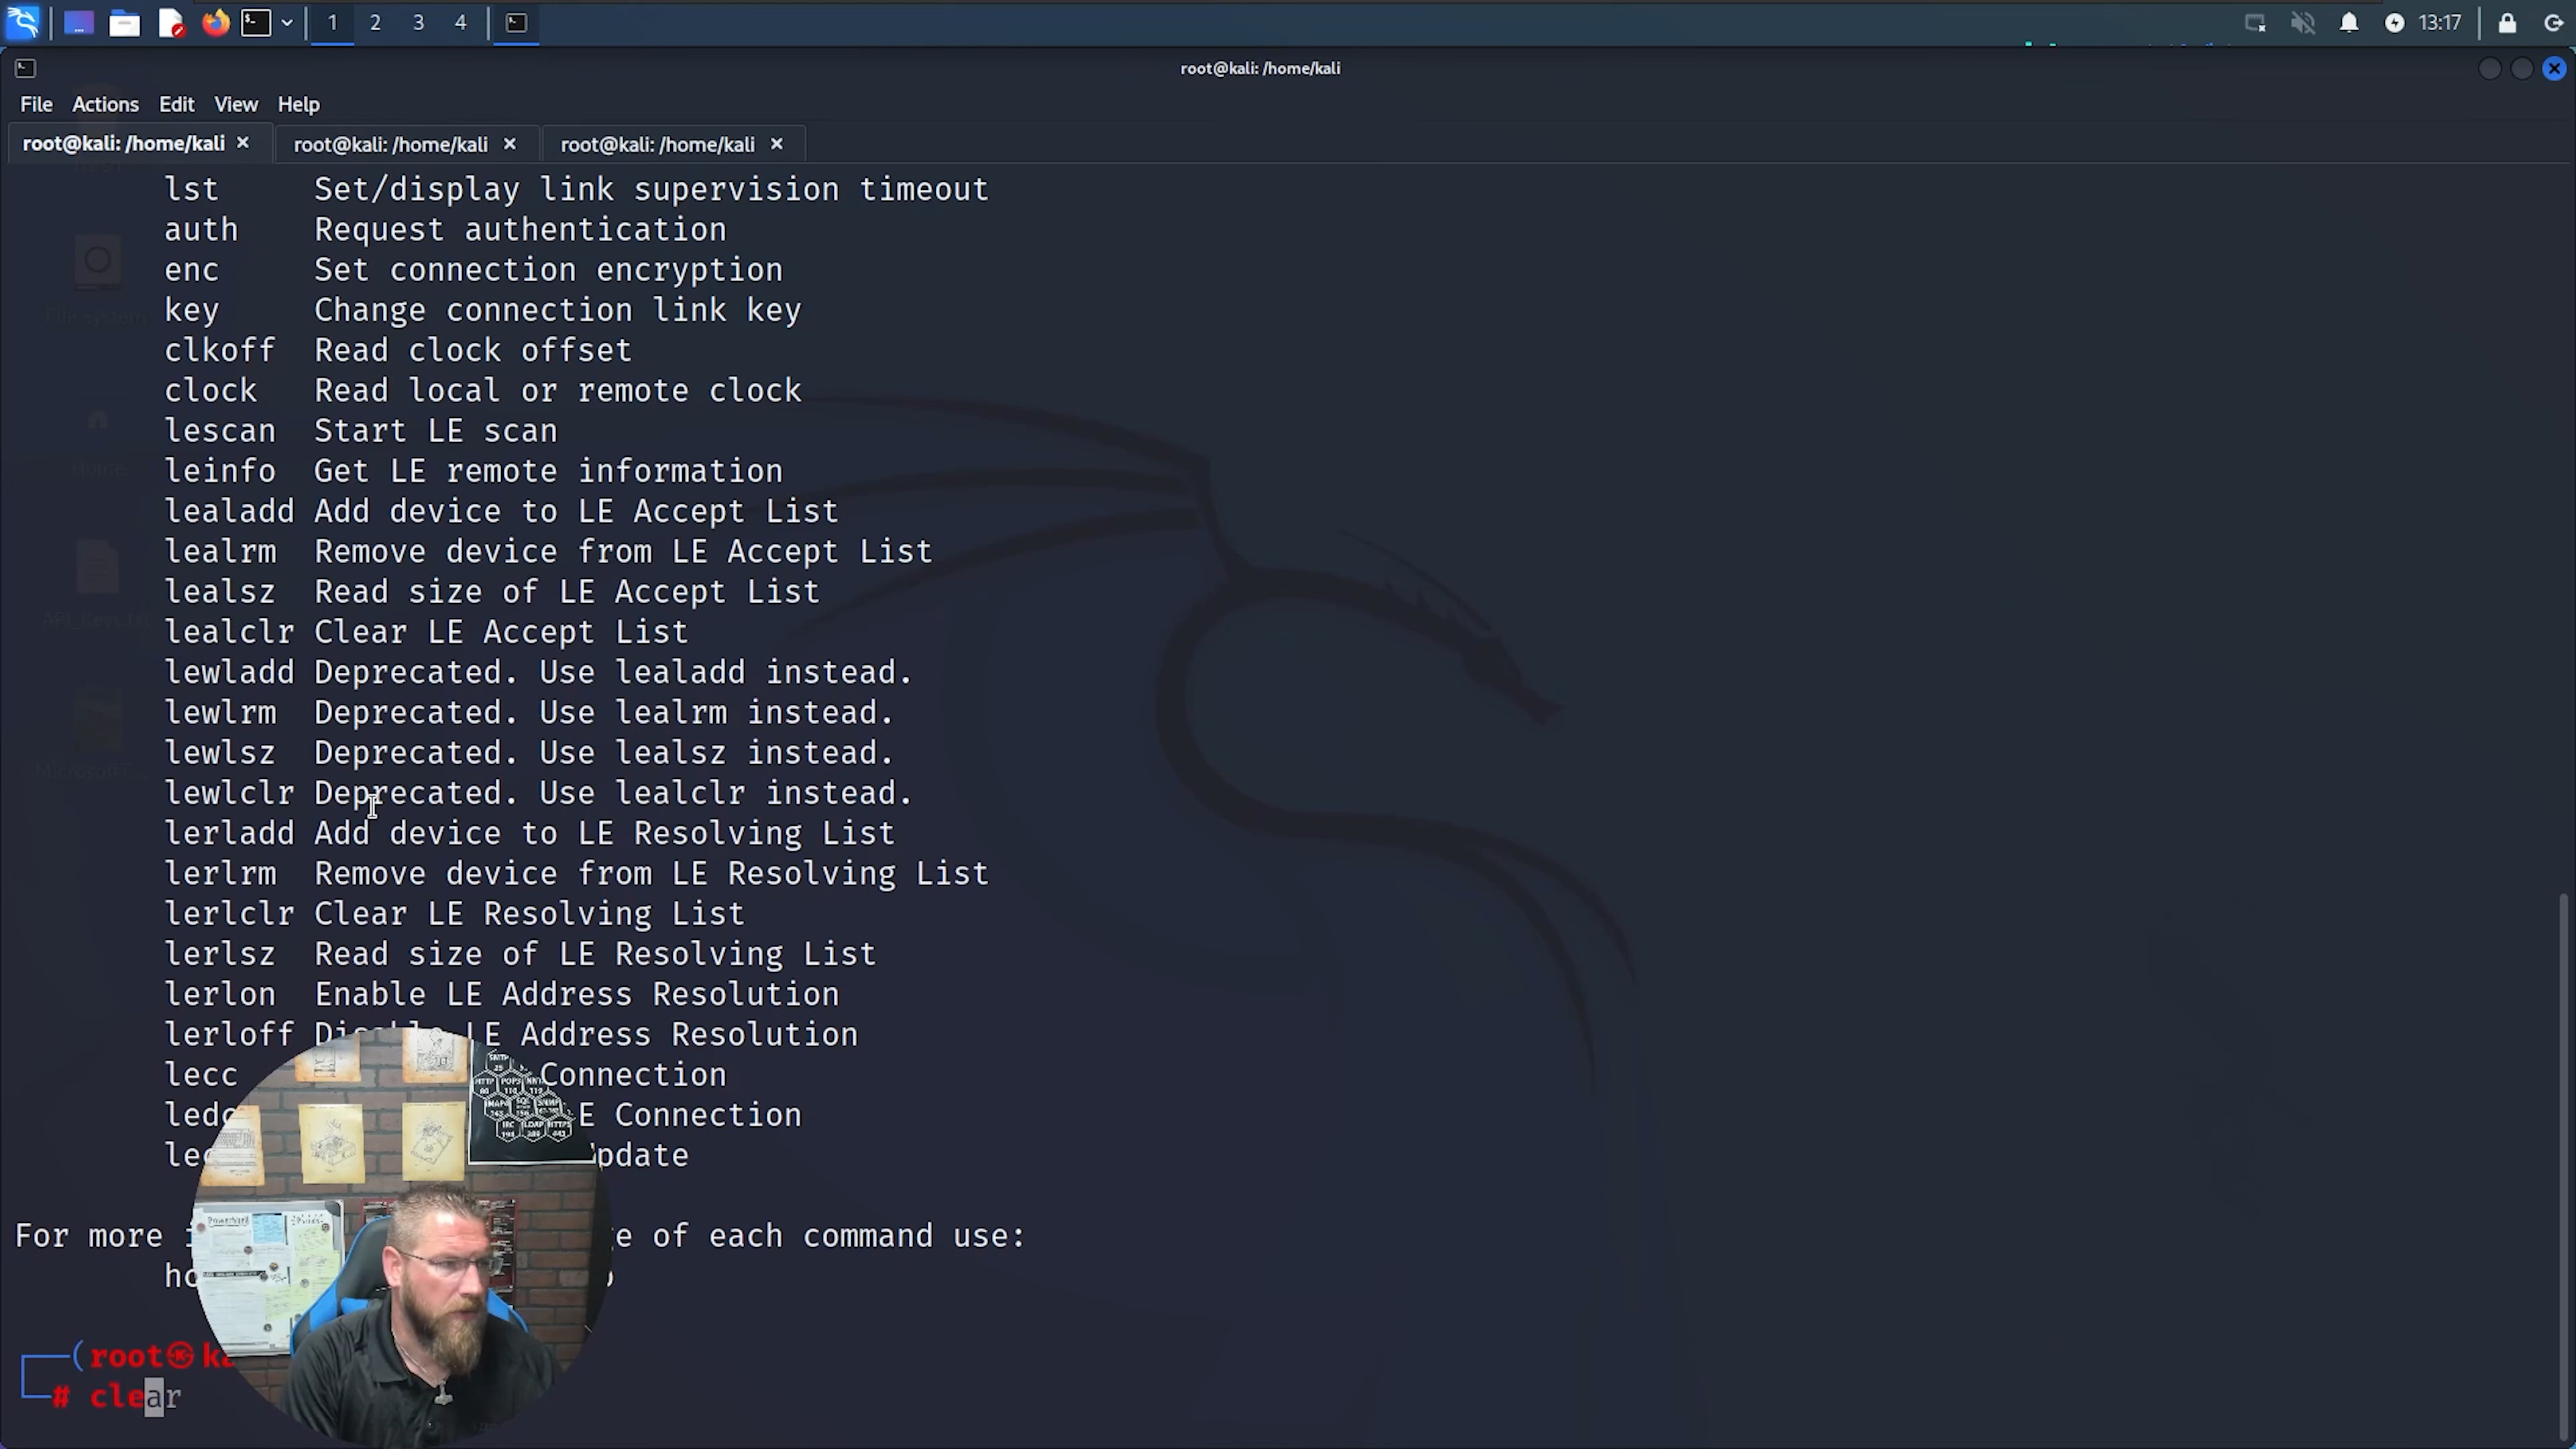 1 2 3 4 13:17
root@kali: /home/kali
File Actions Edit View Help
root@kali: /home/kali root@kali: /home/kali root@kali: /home/kali
lst Set/display link supervision timeout
auth Request authentication
enc Set connection encryption
key Change connection link key
clkoff Read clock offset
clock Read local or remote clock
lescan Start LE scan
leinfo Get LE remote information
lealadd Add device to LE Accept List
lealrm Remove device from LE Accept List
lealsz Read size of LE Accept List
lealclr Clear LE Accept List
lewladd Deprecated. Use lealadd instead.
lewlrm Deprecated. Use lealrm instead.
lewlsz Deprecated. Use lealsz instead.
lewlclr Deprecated. Use lealclr instead.
lerladd Add device to LE Resolving List
lerlrm Remove device from LE Resolving List
lerlclr Clear LE Resolving List
lerlsz Read size of LE Resolving List
lerlon Enable LE Address Resolution
lerloff LE Address Resolution
lecc Connection
Connection
For more of each command use:
(root㉿
# clear
File System
Home